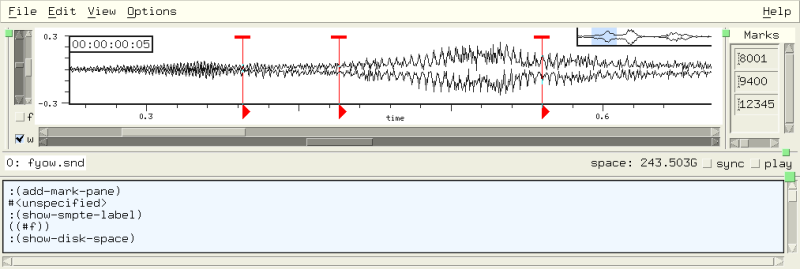 File Edit View Options Help
0.3
00:00:00:05
-0.3
0.3
time
0.6
Marks
8001
9400
12345
f
w
0: fyow.snd
space: 243.503G
sync
play
:(add-mark-pane)
#<unspecified>
:(show-smpte-label)
((#f))
:(show-disk-space)